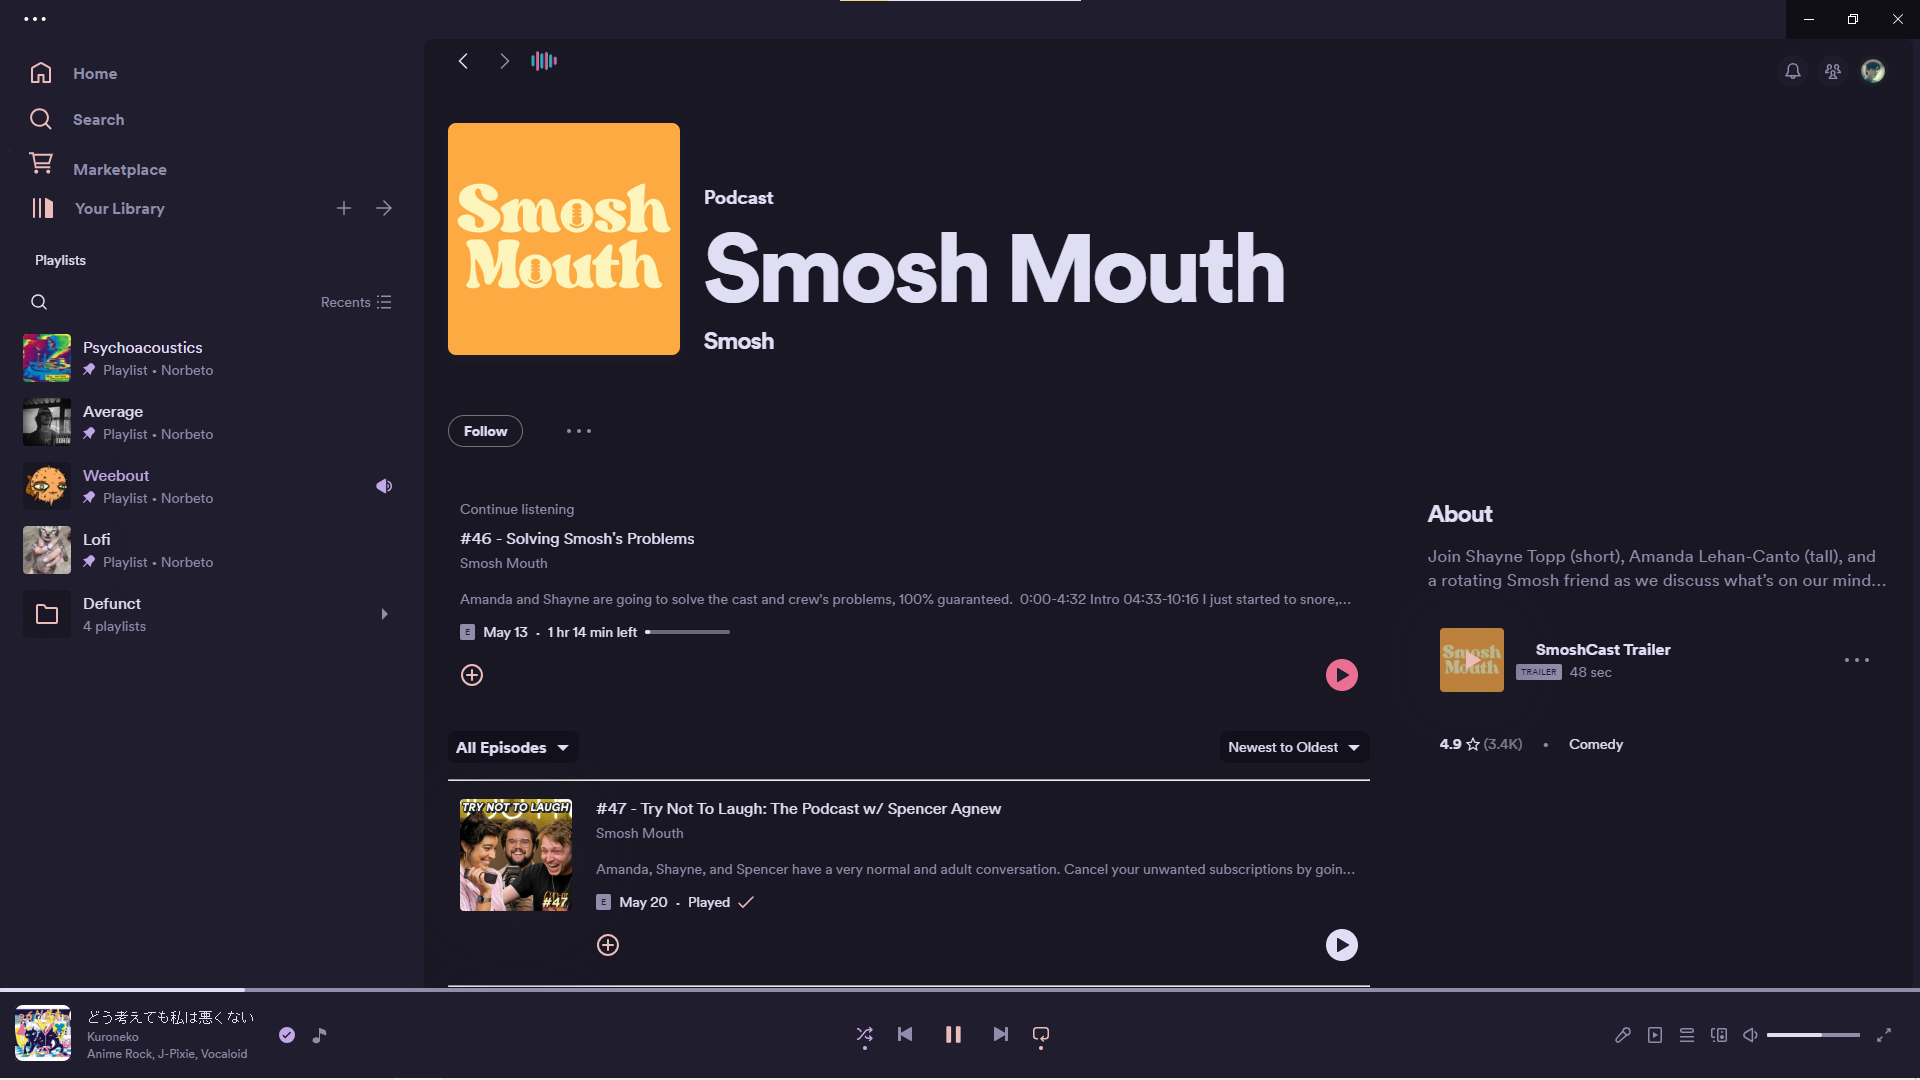 Home
Search
Marketplace
Your Library
Playlists
Recents
Psychoacoustics
Playlist • Norbeto
Average
Playlist • Norbeto
Weebout
Playlist • Norbeto
Lofi
Playlist • Norbeto
Defunct
4 playlists
Smosh
Mouth
Podcast
Smosh Mouth
Smosh
Follow
Continue listening
#46 - Solving Smosh's Problems
Smosh Mouth
Amanda and Shayne are going to solve the cast and crew's problems, 100% guaranteed.  0:00-4:32 Intro 04:33-10:16 I just started to snore,...
E May 13 • 1 hr 14 min left
All Episodes
Newest to Oldest
TRY NOT TO LAUGH
#47
#47 - Try Not To Laugh: The Podcast w/ Spencer Agnew
Smosh Mouth
Amanda, Shayne, and Spencer have a very normal and adult conversation. Cancel your unwanted subscriptions by goin...
E May 20 • Played
About
Join Shayne Topp (short), Amanda Lehan-Canto (tall), and
a rotating Smosh friend as we discuss what's on our mind...
Smosh
Mouth
SmoshCast Trailer
TRAILER 48 sec
4.9 (3.4K) • Comedy
どう考えても私は悪くない
Kuroneko
Anime Rock, J-Pixie, Vocaloid